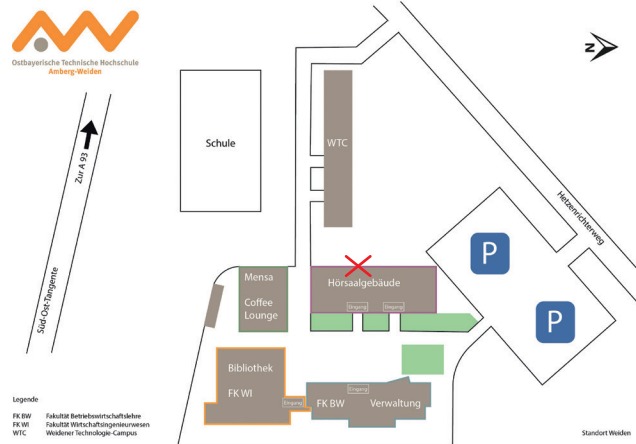 Ostbayerische Technische Hochschule
Amberg-Weiden
N
Zur A 93
Schule
WTC
Hetzenrichterweg
P
Mensa
Hörsaalgebäude
Coffee
Lounge
Eingang
Eingang
P
Süd-Ost-Tangente
Bibliothek
FK WI
Eingang
Eingang
FK BW
Verwaltung
Legende
FK BW Fakultät Betriebswirtschaftslehre
FK WI Fakultät Wirtschaftsingenieurwesen
WTC Weidener Technologie-Campus
Standort Weiden